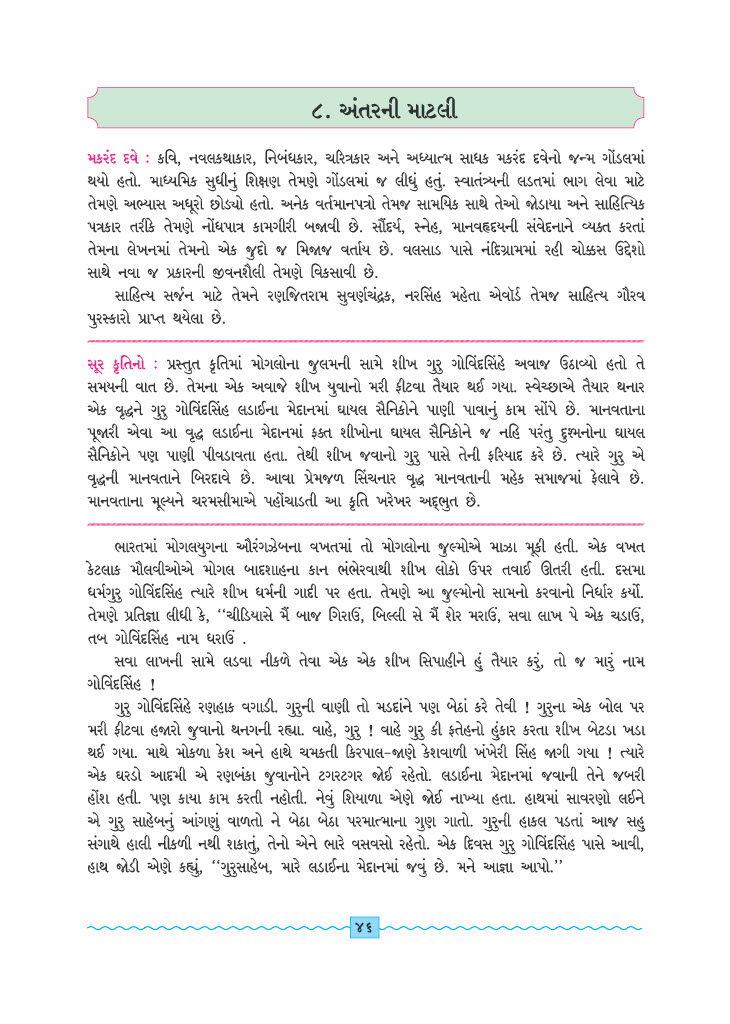 ૮. અંતરની માટલી
મકરંદ દવે : કવિ, નવલકથાકાર, નિબંધકાર, ચરિત્રકાર અને અધ્યાત્મ સાધક મકરંદ દવેનો જન્મ ગોંડલમાં
થયો હતો. માધ્યમિક સુધીનું શિક્ષણ તેમણે ગોંડલમાં જ લીધું હતું. સ્વાતંત્ર્યની લડતમાં ભાગ લેવા માટે
તેમણે અભ્યાસ અધૂરો છોડ્યો હતો. અનેક વર્તમાનપત્રો તેમજ સામયિક સાથે તેઓ જોડાયા અને સાહિત્યિક
પત્રકાર તરીકે તેમણે નોંધપાત્ર કામગીરી બજાવી છે. સૌંદર્ય, સ્નેહ, માનવહૃદયની સંવેદનાને વ્યક્ત કરતાં
તેમના લેખનમાં તેમનો એક જુદો જ મિજાજ વર્તાય છે. વલસાડ પાસે નંદિગ્રામમાં રહી ચોક્કસ ઉદ્દેશો
સાથે નવા જ પ્રકારની જીવનશૈલી તેમણે વિકસાવી છે.
સાહિત્ય સર્જન માટે તેમને રણજિતરામ સુવર્ણચંદ્રક, નરસિંહ મહેતા એવૉર્ડ તેમજ સાહિત્ય ગૌરવ
પુરસ્કારો પ્રાપ્ત થયેલા છે.
સૂર કૃતિનો : પ્રસ્તુત કૃતિમાં મોગલોના જુલમની સામે શીખ ગુરુ ગોવિંદસિંહે અવાજ ઉઠાવ્યો હતો તે
સમયની વાત છે. તેમના એક અવાજે શીખ યુવાનો મરી ફીટવા તૈયાર થઈ ગયા. સ્વેચ્છાએ તૈયાર થનાર
એક વૃદ્ધને ગુરુ ગોવિંદસિંહ લડાઈના મેદાનમાં ઘાયલ સૈનિકોને પાણી પાવાનું કામ સોંપે છે. માનવતાના
પૂજારી એવા આ વૃદ્ધ લડાઈના મેદાનમાં ફક્ત શીખોના ઘાયલ સૈનિકોને જ નહિ પરંતુ દુશ્મનોના ઘાયલ
સૈનિકોને પણ પાણી પીવડાવતા હતા. તેથી શીખ જવાનો ગુરુ પાસે તેની ફરિયાદ કરે છે. ત્યારે ગુરુ એ
વૃદ્ધની માનવતાને બિરદાવે છે. આવા પ્રેમજળ સિંચનાર વૃદ્ધ માનવતાની મહેક સમાજમાં ફેલાવે છે.
માનવતાના મૂલ્યને ચરમસીમાએ પહોંચાડતી આ કૃતિ ખરેખર અદ્ભુત છે.
ભારતમાં મોગલયુગના ઔરંગઝેબના વખતમાં તો મોગલોના જુલ્મોએ માઝા મૂકી હતી. એક વખત
કેટલાક મૌલવીઓએ મોગલ બાદશાહના કાન ભંભેરવાથી શીખ લોકો ઉપર તવાઈ ઊતરી હતી. દસમા
ધર્મગુરુ ગોવિંદસિંહ ત્યારે શીખ ધર્મની ગાદી પર હતા. તેમણે આ જુલ્મોનો સામનો કરવાનો નિર્ધાર કર્યો.
તેમણે પ્રતિજ્ઞા લીધી કે, ‘‘ચીડિયાસે મૈં બાજ ગિરાઉં, બિલ્લી સે મૈં શેર મરાઉં, સવા લાખ પે એક ચડાઉં,
તબ ગોવિંદસિંહ નામ ધરાઉં .
સવા લાખની સામે લડવા નીકળે તેવા એક એક શીખ સિપાહીને હું તૈયાર કરું, તો જ મારું નામ
ગોવિંદસિંહ !
ગુરુ ગોવિંદસિંહે રણહાક વગાડી. ગુરુની વાણી તો મડદાંને પણ બેઠાં કરે તેવી ! ગુરુના એક બોલ પર
મરી ફીટવા હજારો જુવાનો થનગની રહ્યા. વાહે, ગુરુ ! વાહે ગુરુ કી ફતેહનો હુંકાર કરતા શીખ બેટડા ખડા
થઈ ગયા. માથે મોકળા કેશ અને હાથે ચમકતી કિરપાલ-જાણે કેશવાળી ખંખેરી સિંહ જાગી ગયા ! ત્યારે
એક ઘરડો આદમી એ રણબંકા જુવાનોને ટગરટગર જોઈ રહેતો. લડાઈના મેદાનમાં જવાની તેને જબરી
હોંશ હતી. પણ કાયા કામ કરતી નહોતી. નેવું શિયાળા એણે જોઈ નાખ્યા હતા. હાથમાં સાવરણો લઈને
એ ગુરુ સાહેબનું આંગણું વાળતો ને બેઠા બેઠા પરમાત્માના ગુણ ગાતો. ગુરુની હાકલ પડતાં આજ સહુ
સંગાથે હાલી નીકળી નથી શકાતું, તેનો એને ભારે વસવસો રહેતો. એક દિવસ ગુરુ ગોવિંદસિંહ પાસે આવી,
હાથ જોડી એણે કહ્યું, ‘‘ગુરુસાહેબ, મારે લડાઈના મેદાનમાં જવું છે. મને આજ્ઞા આપો.’’
૪૬